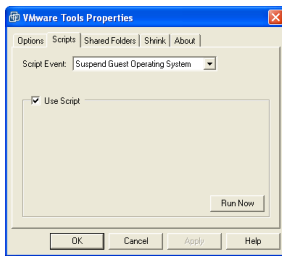 VMware Tools Properties
Options Scripts Shared Folders Shrink About
Script Event: Suspend Guest Operating System
Use Script
Run Now
OK Cancel Apply Help